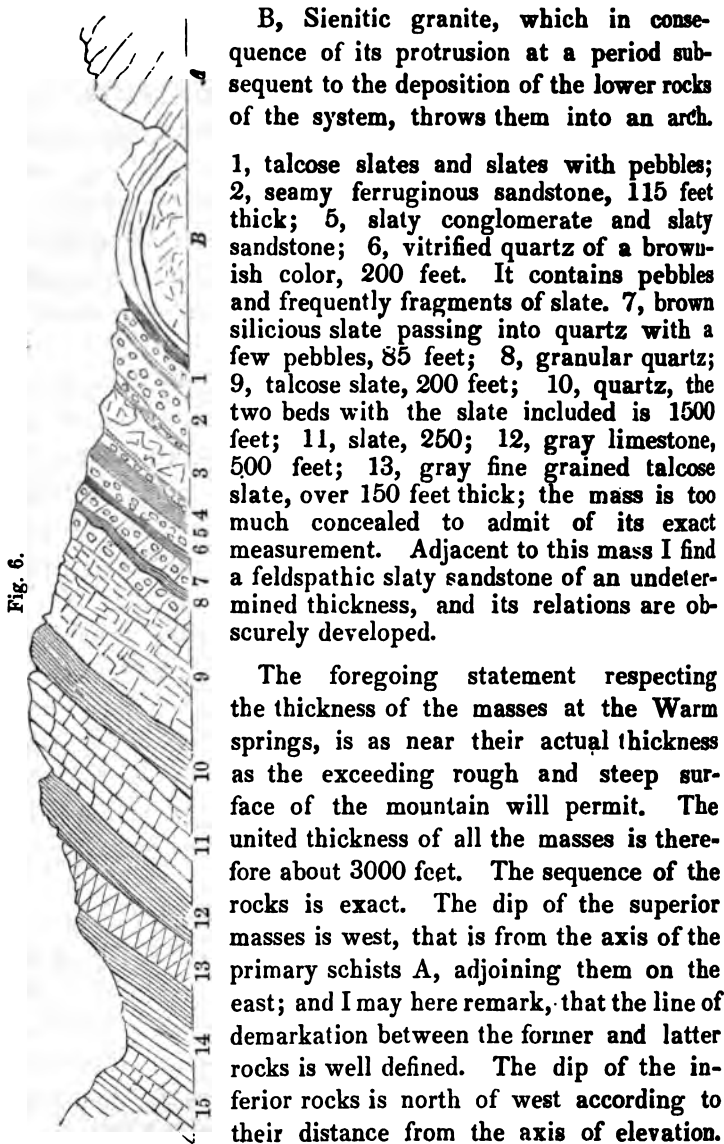 B, Sienitic granite, which in conse-
quence of its protrusion at a period sub-
sequent to the deposition of the lower rocks
of the system, throws them into an arch.
1, talcose slates and slates with pebbles;
2, seamy ferruginous sandstone, 115 feet
thick; 5, slaty conglomerate and slaty
sandstone; 6, vitrified quartz of a brown-
ish color, 200 feet. It contains pebbles
and frequently fragments of slate. 7, brown
silicious slate passing into quartz with a
few pebbles, 85 feet; 8, granular quartz;
9, talcose slate, 200 feet; 10, quartz, the
two beds with the slate included is 1500
feet; 11, slate, 250; 12, gray limestone,
500 feet; 13, gray fine grained talcose
slate, over 150 feet thick; the mass is too
much concealed to admit of its exact
measurement. Adjacent to this mass I find
a feldspathic slaty sandstone of an undeter-
mined thickness, and its relations are ob-
scurely developed.
The foregoing statement respecting
the thickness of the masses at the Warm
springs, is as near their actual thickness
as the exceeding rough and steep sur-
face of the mountain will permit. The
united thickness of all the masses is there-
fore about 3000 feet. The sequence of the
rocks is exact. The dip of the superior
masses is west, that is from the axis of the
primary schists A, adjoining them on the
east; and I may here remark, that the line of
demarkation between the former and latter
rocks is well defined. The dip of the in-
ferior rocks is north of west according to
their distance from the axis of elevation.
Fig. 6.
A
B
1
2
3
4
5
6
7
8
9
10
11
12
13
14
15